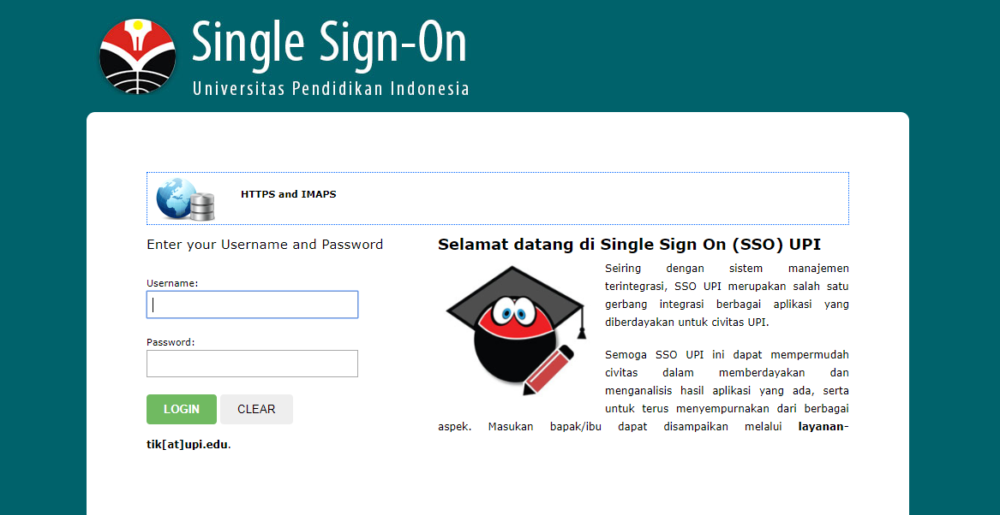 Single Sign-On
Universitas Pendidikan Indonesia
HTTPS and IMAPS
Enter your Username and Password
Username:
Password:
LOGIN CLEAR
Selamat datang di Single Sign On (SSO) UPI
Seiring dengan sistem manajemen
terintegrasi, SSO UPI merupakan salah satu
gerbang integrasi berbagai aplikasi yang
diberdayakan untuk civitas UPI.
Semoga SSO UPI ini dapat mempermudah
civitas dalam memberdayakan dan
menganalisis hasil aplikasi yang ada, serta
untuk terus menyempurnakan dari berbagai
aspek. Masukan bapak/ibu dapat disampaikan melalui layanan-
tik[at]upi.edu.